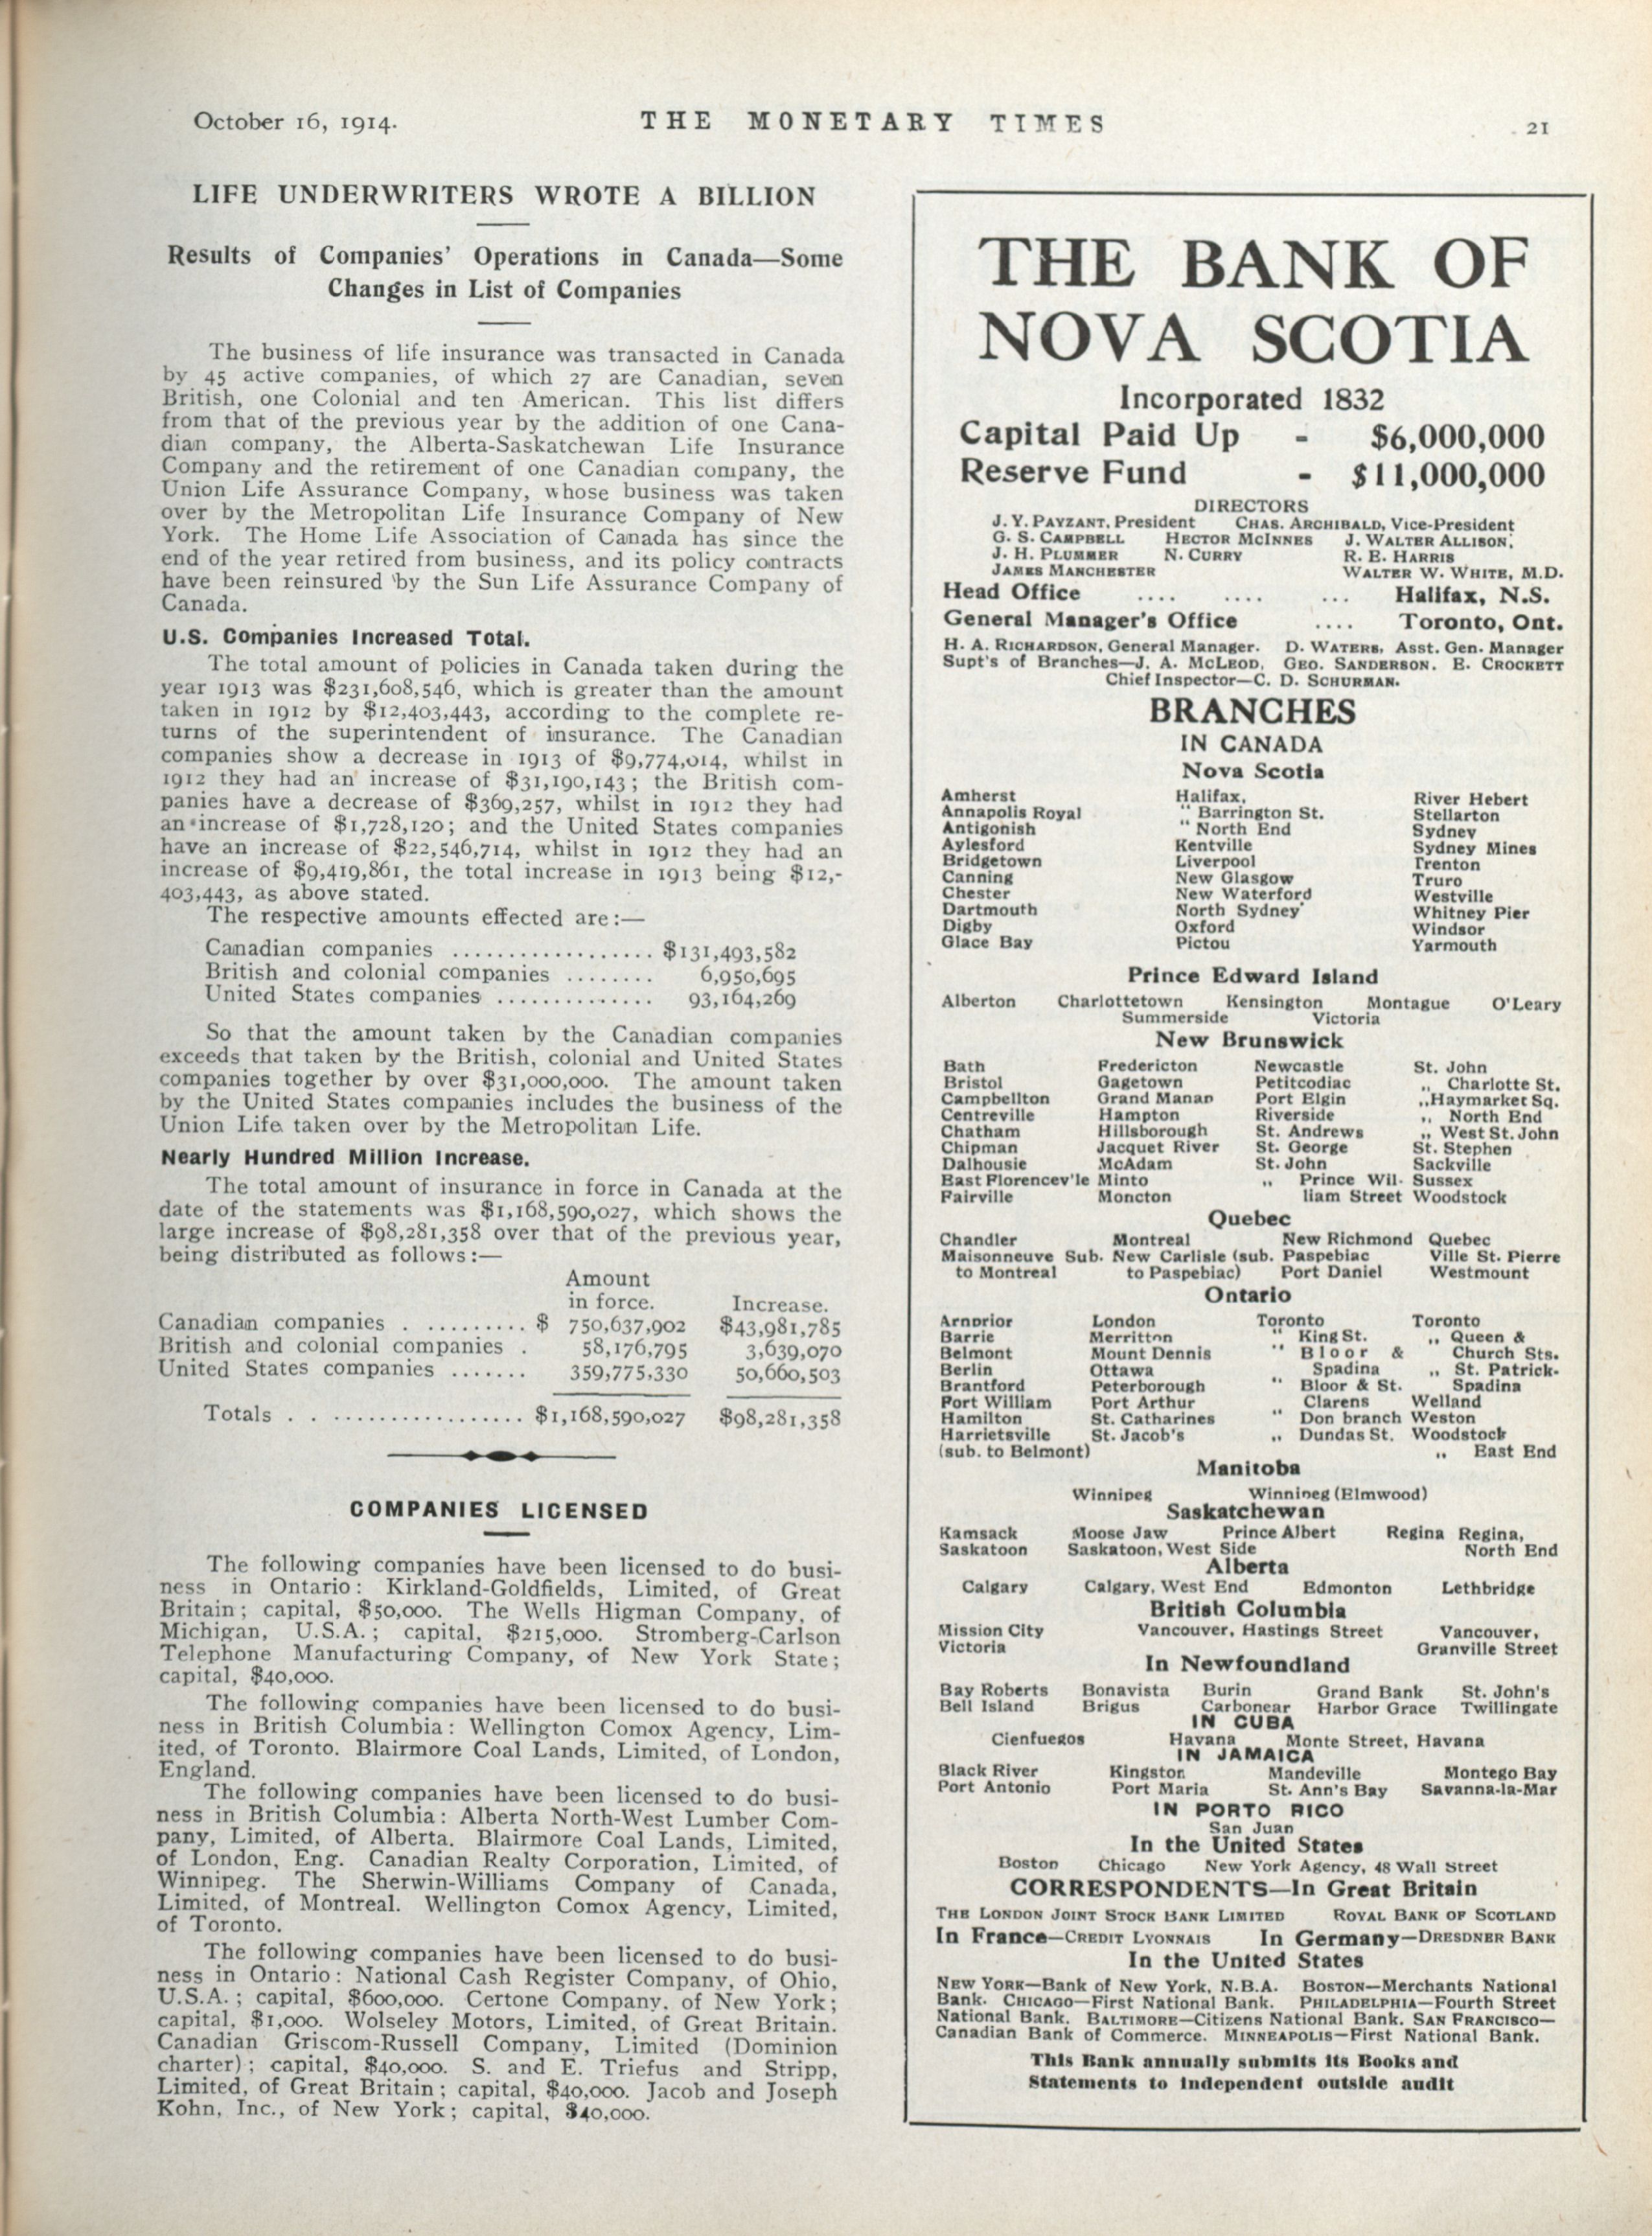 October 16, 1914.
THE MONETARY TIMES
21
LIFE UNDERWRITERS WROTE A BILLION
Results of Companies' Operations in Canada—Some
Changes in List of Companies
The business of life insurance was transacted in Canada
by 45 active companies, of which 27 are Canadian, seven
British, one Colonial and ten American. This list differs
from that of the previous year by the addition of one Cana-
dian company, the Alberta-Saskatchewan Life Insurance
Company and the retirement of one Canadian company, the
Union Life Assurance Company, whose business was taken
over by the Metropolitan Life Insurance Company of New
York. The Home Life Association of Canada has since the
end of the year retired from business, and its policy contracts
have been reinsured by the Sun Life Assurance Company of
Canada.
U.S. Companies Increased Total.
The total amount of policies in Canada taken during the
year 1913 was $231,608,546, which is greater than the amount
taken in 1912 by $12,403,443, according to the complete re-
turns of the superintendent of insurance. The Canadian
companies show a decrease in 1913 of $9,774,014, whilst in
1912 they had an increase of $31,190,143; the British com-
panies have a decrease of $369,257, whilst in 1912 they had
an increase of $1,728,120; and the United States companies
have an increase of $22,546,714, whilst in 1912 they had an
increase of $9,419,861, the total increase in 1913 being $12,-
403,443, as above stated.
The respective amounts effected are:—
Canadian companies .................. $131,493,582
British and colonial companies ........ 6,950,695
United States companies .............. 93,164,269
So that the amount taken by the Canadian companies
exceeds that taken by the British, colonial and United States
companies together by over $31,000,000. The amount taken
by the United States companies includes the business of the
Union Life taken over by the Metropolitan Life.
Nearly Hundred Million Increase.
The total amount of insurance in force in Canada at the
date of the statements was $1,168,590,027, which shows the
large increase of $98,281,358 over that of the previous year,
being distributed as follows:—
Amount
in force. Increase.
Canadian companies . ......... $ 750,637,902 $43,981,785
British and colonial companies . 58,176,795 3,639,070
United States companies ....... 359,775,330 50,660,503
Totals . . ................. $1,168,590,027 $98,281,358
COMPANIES LICENSED
The following companies have been licensed to do busi-
ness in Ontario: Kirkland-Goldfields, Limited, of Great
Britain; capital, $50,000. The Wells Higman Company, of
Michigan, U.S.A.; capital, $215,000. Stromberg-Carlson
Telephone Manufacturing Company, of New York State;
capital, $40,000.
The following companies have been licensed to do busi-
ness in British Columbia: Wellington Comox Agency, Lim-
ited, of Toronto. Blairmore Coal Lands, Limited, of London,
England.
The following companies have been licensed to do busi-
ness in British Columbia: Alberta North-West Lumber Com-
pany, Limited, of Alberta. Blairmore Coal Lands, Limited,
of London, Eng. Canadian Realty Corporation, Limited, of
Winnipeg. The Sherwin-Williams Company of Canada,
Limited, of Montreal. Wellington Comox Agency, Limited,
of Toronto.
The following companies have been licensed to do busi-
ness in Ontario: National Cash Register Company, of Ohio,
U.S.A.; capital, $600,000. Certone Company, of New York;
capital, $1,000. Wolseley Motors, Limited, of Great Britain.
Canadian Griscom-Russell Company, Limited (Dominion
charter); capital, $40,000. S. and E. Triefus and Stripp,
Limited, of Great Britain; capital, $40,000. Jacob and Joseph
Kohn, Inc., of New York; capital, $40,000.
THE BANK OF
NOVA SCOTIA
Incorporated 1832
Capital Paid Up - $6,000,000
Reserve Fund - $11,000,000
DIRECTORS
J. Y. PAYZANT, President CHAS. ARCHIBALD, Vice-President
G. S. CAMPBELL HECTOR MCINNES J. WALTER ALLISON,
J. H. PLUMMER N. CURRY R. E. HARRIS
JAMES MANCHESTER WALTER W. WHITE, M.D.
Head Office .... .... ... Halifax, N.S.
General Manager's Office .... Toronto, Ont.
H. A. RICHARDSON, General Manager. D. WATERS, Asst. Gen. Manager
Supt's of Branches—J. A. MCLEOD, GEO. SANDERSON, E. CROCKETT
Chief Inspector—C. D. SCHURMAN.
BRANCHES
IN CANADA
Nova Scotia
Amherst Halifax, River Hebert
Annapolis Royal " Barrington St. Stellarton
Antigonish " North End Sydney
Aylesford Kentville Sydney Mines
Bridgetown Liverpool Trenton
Canning New Glasgow Truro
Chester New Waterford Westville
Dartmouth North Sydney Whitney Pier
Digby Oxford Windsor
Glace Bay Pictou Yarmouth
Prince Edward Island
Alberton Charlottetown Kensington Montague O'Leary
Summerside Victoria
New Brunswick
Bath Fredericton Newcastle St. John
Bristol Gagetown Petitcodiac ,, Charlotte St.
Campbellton Grand Manan Port Elgin ,,Haymarket Sq.
Centreville Hampton Riverside ,, North End
Chatham Hillsborough St. Andrews ,, West St. John
Chipman Jacquet River St. George St. Stephen
Dalhousie McAdam St. John Sackville
East Florencev'le Minto ,, Prince Wil- Sussex
Fairville Moncton liam Street Woodstock
Quebec
Chandler Montreal New Richmond Quebec
Maisonneuve Sub. New Carlisle (sub. Paspebiac Ville St. Pierre
to Montreal to Paspebiac) Port Daniel Westmount
Ontario
Arnprior London Toronto Toronto
Barrie Merritton " King St. ,, Queen &
Belmont Mount Dennis " Bloor & Church Sts.
Berlin Ottawa Spadina ,, St. Patrick-
Brantford Peterborough " Bloor & St. Spadina
Fort William Port Arthur Clarens Welland
Hamilton St. Catharines " Don branch Weston
Harrietsville St. Jacob's ,, Dundas St. Woodstock
(sub. to Belmont) ,, East End
Manitoba
Winnipeg Winnipeg (Elmwood)
Saskatchewan
Kamsack Moose Jaw Prince Albert Regina Regina,
Saskatoon Saskatoon, West Side North End
Alberta
Calgary Calgary, West End Edmonton Lethbridge
British Columbia
Mission City Vancouver, Hastings Street Vancouver,
Victoria Granville Street
In Newfoundland
Bay Roberts Bonavista Burin Grand Bank St. John's
Bell Island Brigus Carbonear Harbor Grace Twillingate
IN CUBA
Cienfuegos Havana Monte Street, Havana
IN JAMAICA
Black River Kingston Mandeville Montego Bay
Port Antonio Port Maria St. Ann's Bay Savanna-la-Mar
IN PORTO RICO
San Juan
In the United States
Boston Chicago New York Agency, 48 Wall Street
CORRESPONDENTS—In Great Britain
THE LONDON JOINT STOCK BANK LIMITED ROYAL BANK OF SCOTLAND
In France—CREDIT LYONNAIS In Germany—DRESDNER BANK
In the United States
NEW YORK—Bank of New York, N.B.A. BOSTON—Merchants National
Bank. CHICAGO—First National Bank. PHILADELPHIA—Fourth Street
National Bank. BALTIMORE—Citizens National Bank. SAN FRANCISCO—
Canadian Bank of Commerce. MINNEAPOLIS—First National Bank.
This Bank annually submits its Books and
Statements to independent outside audit